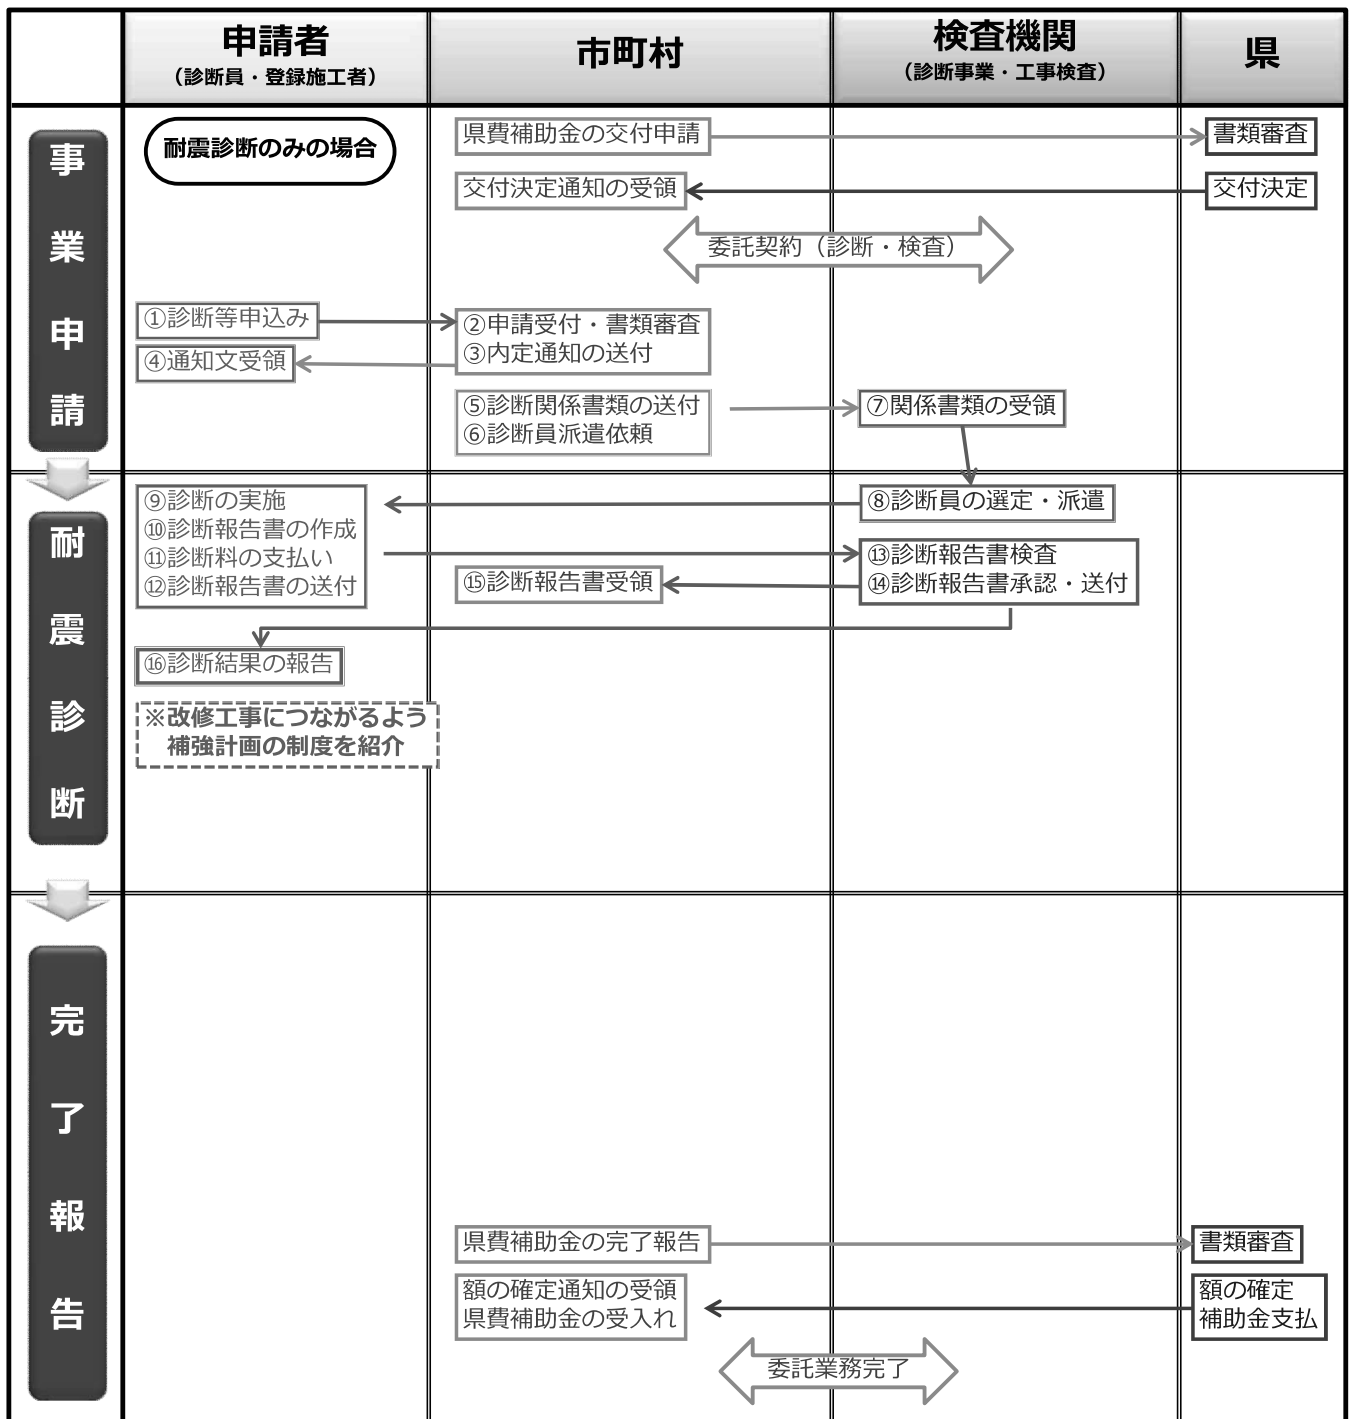 申請者
（診断員・登録施工者）
市町村
検査機関
（診断事業・工事検査）
県
事業申請
耐震診断のみの場合
県費補助金の交付申請
書類審査
交付決定通知の受領
交付決定
委託契約（診断・検査）
①診断等申込み
②申請受付・書類審査
③内定通知の送付
④通知文受領
⑤診断関係書類の送付
⑥診断員派遣依頼
⑦関係書類の受領
耐震診断
⑧診断員の選定・派遣
⑨診断の実施
⑩診断報告書の作成
⑪診断料の支払い
⑫診断報告書の送付
⑬診断報告書検査
⑭診断報告書承認・送付
⑮診断報告書受領
⑯診断結果の報告
※改修工事につながるよう
補強計画の制度を紹介
完了報告
県費補助金の完了報告
書類審査
額の確定通知の受領
県費補助金の受入れ
額の確定
補助金支払
委託業務完了